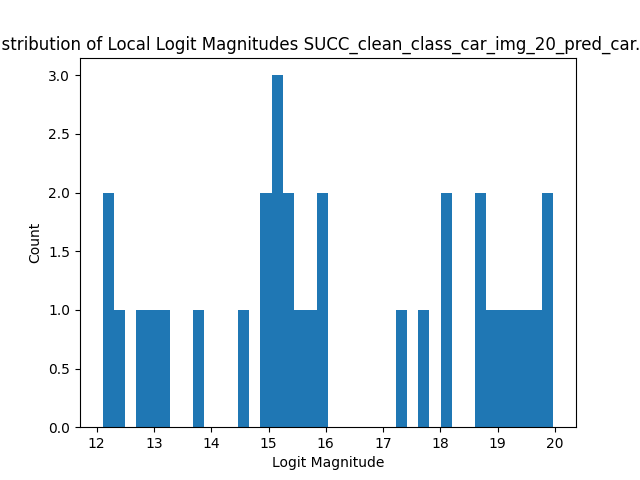 stribution of Local Logit Magnitudes SUCC_clean_class_car_img_20_pred_car.
3.0
2.5
2.0
1.5
1.0
0.5
0.0
Count
12 13 14 15 16 17 18 19 20
Logit Magnitude